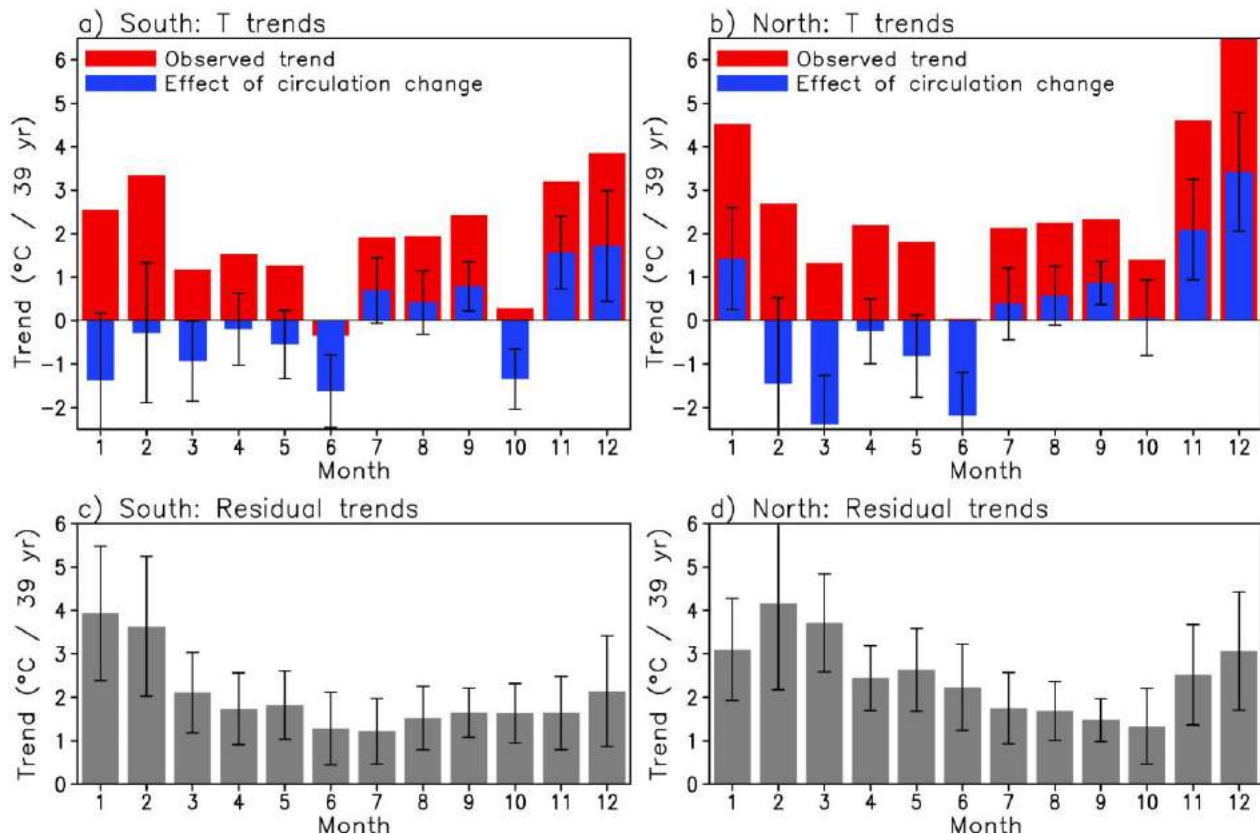 a) South: T trends
Observed trend
Effect of circulation change
Trend (°C / 39 yr)
6
5
4
3
2
1
0
-1
-2
1 2 3 4 5 6 7 8 9 10 11 12
Month
b) North: T trends
Observed trend
Effect of circulation change
Trend (°C / 39 yr)
6
5
4
3
2
1
0
-1
-2
1 2 3 4 5 6 7 8 9 10 11 12
Month
c) South: Residual trends
Trend (°C / 39 yr)
6
5
4
3
2
1
0
1 2 3 4 5 6 7 8 9 10 11 12
Month
d) North: Residual trends
Trend (°C / 39 yr)
6
5
4
3
2
1
0
1 2 3 4 5 6 7 8 9 10 11 12
Month